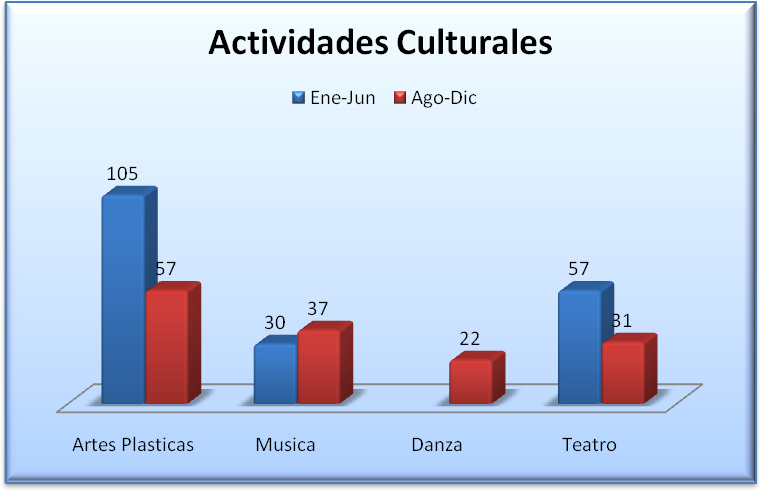 Actividades Culturales
Ene-Jun Ago-Dic
105
57
57
30
37
22
31
Artes Plasticas Musica Danza Teatro